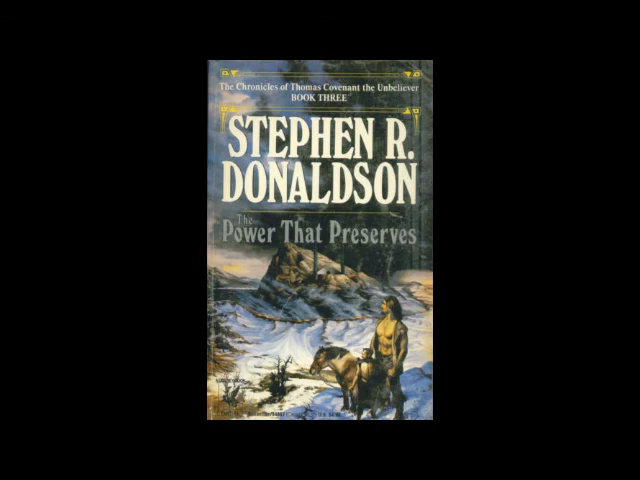 The Chronicles of Thomas Covenant the Unbeliever
BOOK THREE
STEPHEN R.
DONALDSON
The
Power That Preserves